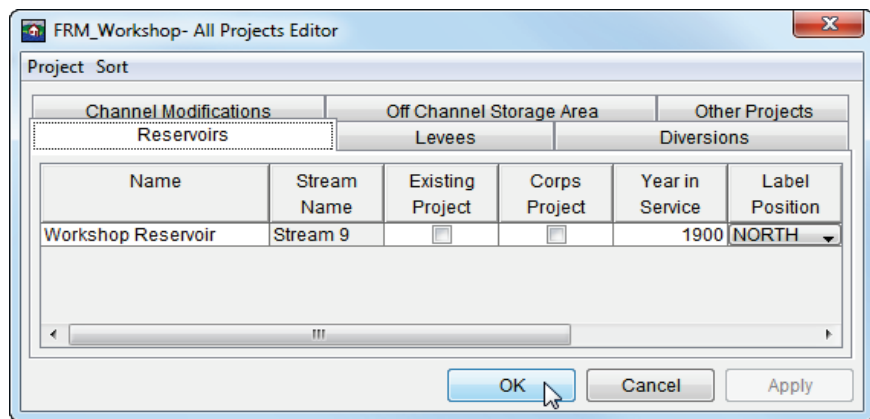 FRM_Workshop- All Projects Editor
Project Sort
Channel Modifications Off Channel Storage Area Other Projects
Reservoirs Levees Diversions
Name Stream Existing Corps Year in Label
Name Project Project Service Position
Workshop Reservoir Stream 9 1900 NORTH
OK Cancel Apply